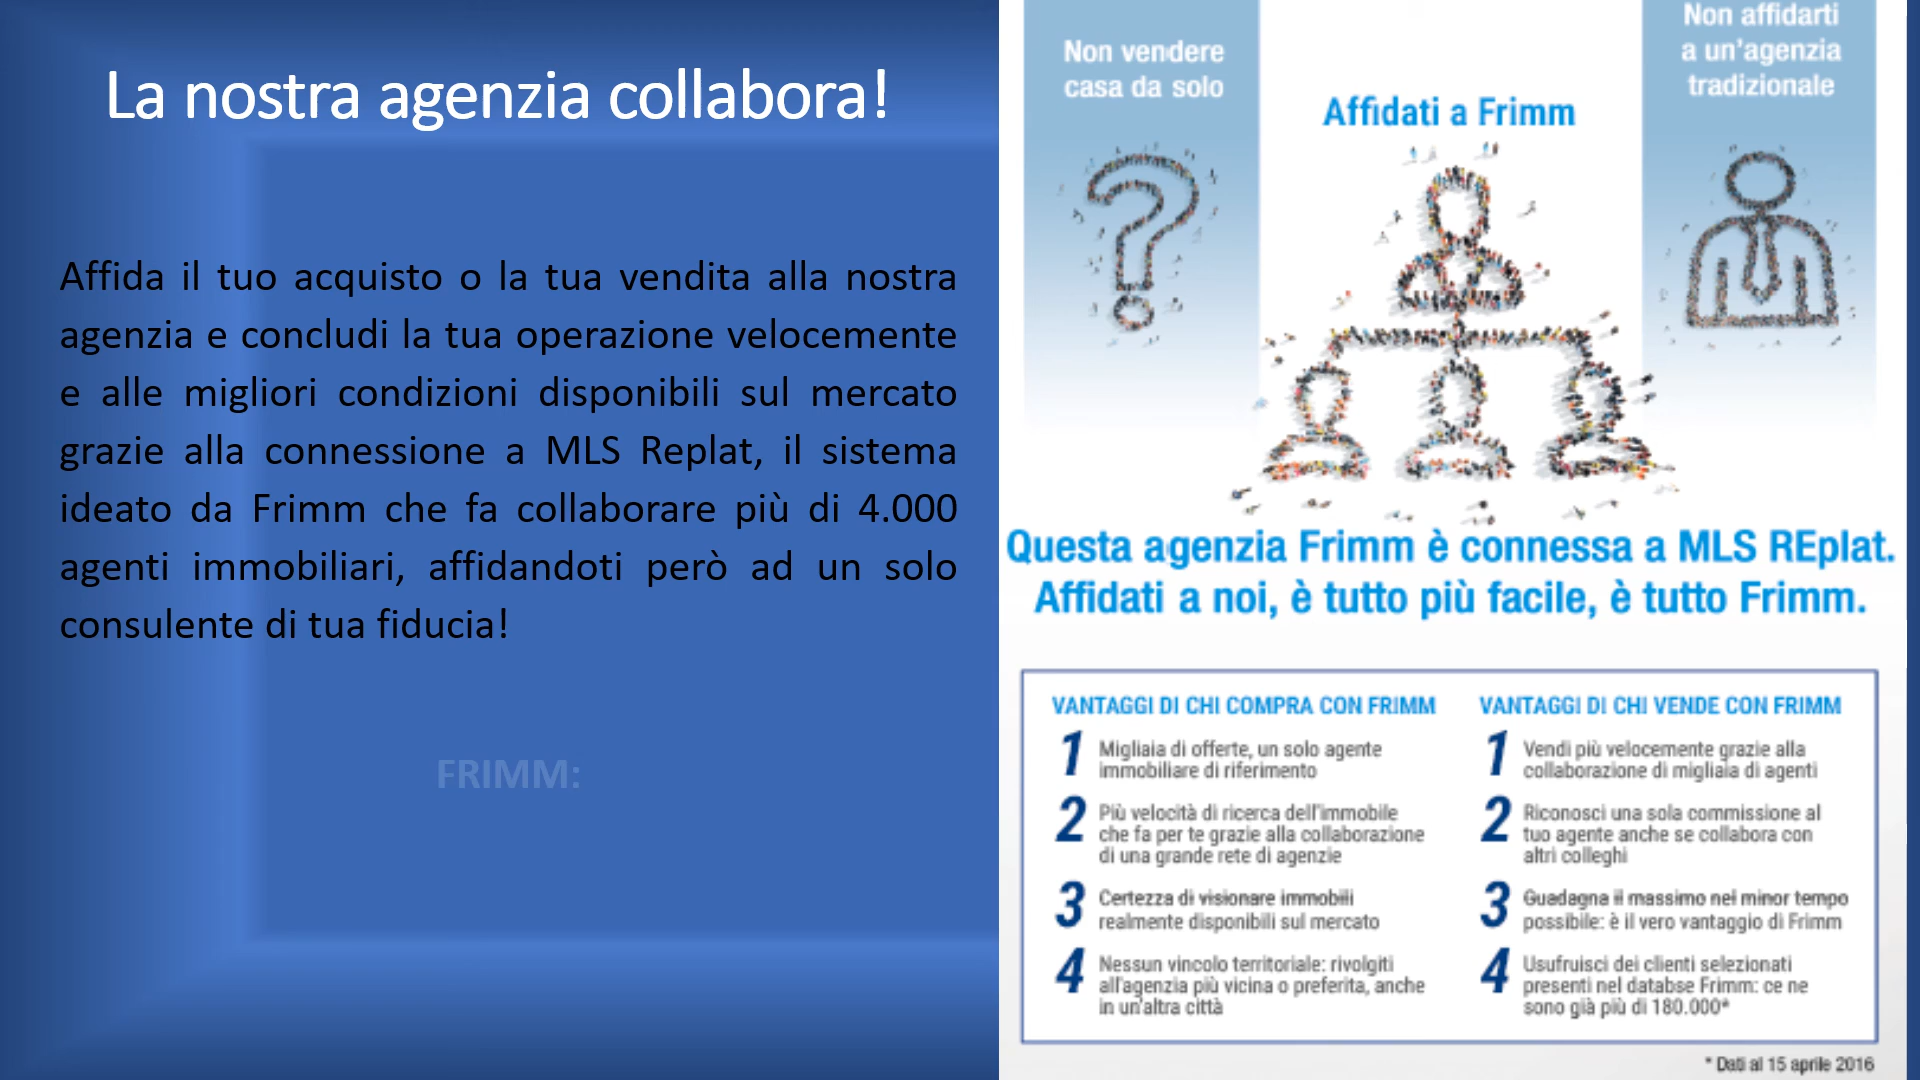 La nostra agenzia collabora!
Affida il tuo acquisto o la tua vendita alla nostra
agenzia e concludi la tua operazione velocemente
e alle migliori condizioni disponibili sul mercato
grazie alla connessione a MLS Replat, il sistema
ideato da Frimm che fa collaborare più di 4.000
agenti immobiliari, affidandoti però ad un solo
consulente di tua fiducia!
FRIMM:
Non vendere
casa da solo
Affidati a Frimm
Non affidarti
a un'agenzia
tradizionale
Questa agenzia Frimm è connessa a MLS REplat.
Affidati a noi, è tutto più facile, è tutto Frimm.
VANTAGGI DI CHI COMPRA CON FRIMM
1 Migliaia di offerte, un solo agente
immobiliare di riferimento
2 Più velocità di ricerca dell'immobile
che fa per te grazie alla collaborazione
di una grande rete di agenzie
3 Certezza di visionare immobili
realmente disponibili sul mercato
4 Nessun vincolo territoriale: rivolgiti
all'agenzia più vicina o preferita, anche
in un'altra città
VANTAGGI DI CHI VENDE CON FRIMM
1 Vendi più velocemente grazie alla
collaborazione di migliaia di agenti
2 Riconosci una sola commissione al
tuo agente anche se collabora con
altri colleghi
3 Guadagna il massimo nel minor tempo
possibile: è il vero vantaggio di Frimm
4 Usufruisci dei clienti selezionati
presenti nel databse Frimm: ce ne
sono già più di 180.000*
* Dati al 15 aprile 2016